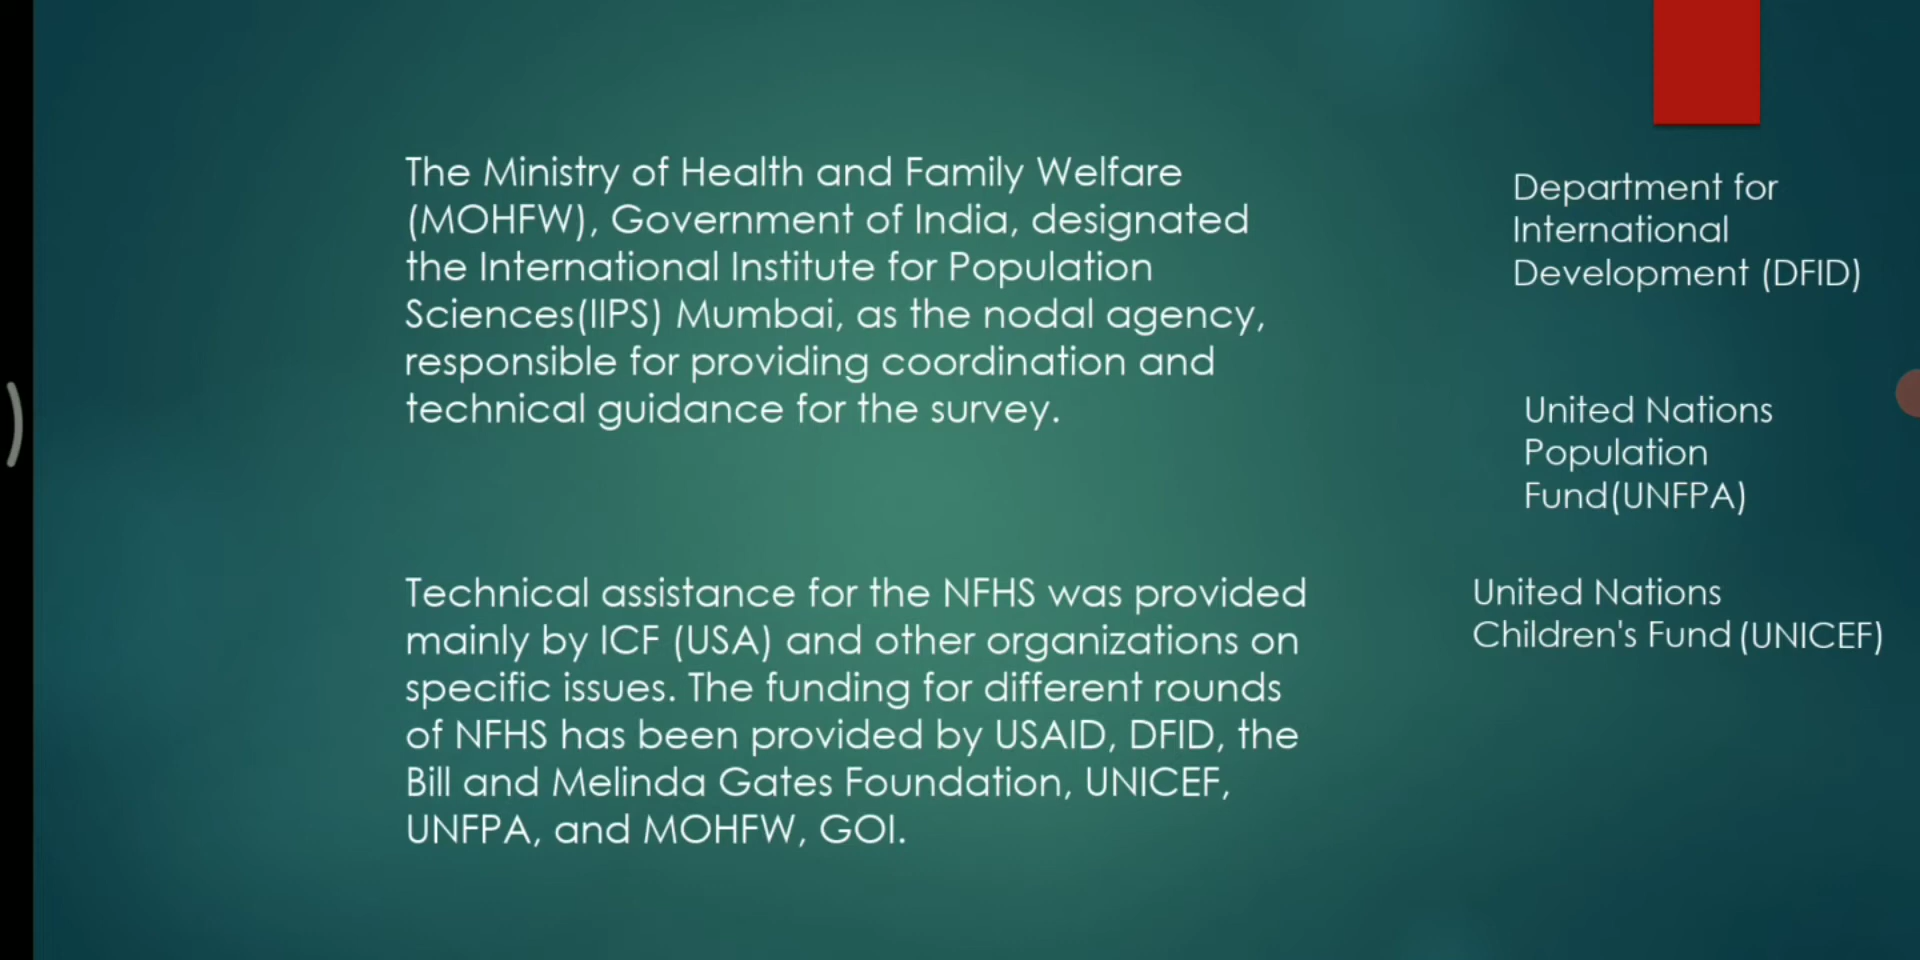 The Ministry of Health and Family Welfare
(MOHFW), Government of India, designated
the International Institute for Population
Sciences(IIPS) Mumbai, as the nodal agency,
responsible for providing coordination and
technical guidance for the survey.
Technical assistance for the NFHS was provided
mainly by ICF (USA) and other organizations on
specific issues. The funding for different rounds
of NFHS has been provided by USAID, DFID, the
Bill and Melinda Gates Foundation, UNICEF,
UNFPA, and MOHFW, GOI.
Department for
International
Development (DFID)
United Nations
Population
Fund(UNFPA)
United Nations
Children's Fund (UNICEF)